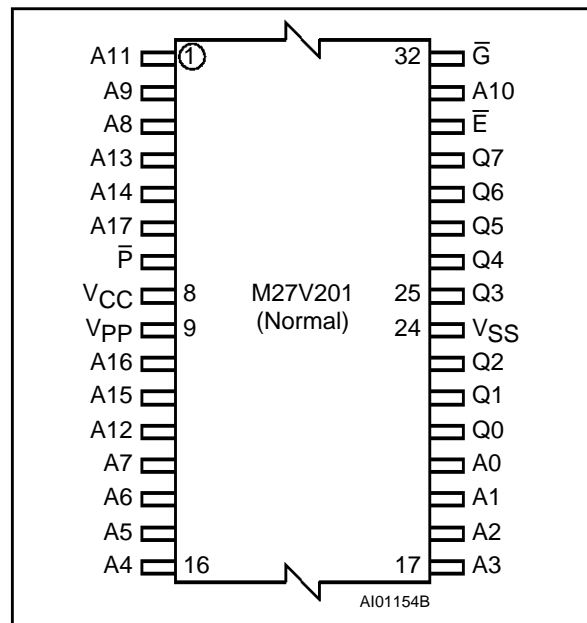 A11 1 32 G̅
A9 A10
A8 E̅
A13 Q7
A14 Q6
A17 Q5
P̅ Q4
VCC 8 M27V201 25 Q3
VPP 9 (Normal) 24 VSS
A16 Q2
A15 Q1
A12 Q0
A7 A0
A6 A1
A5 A2
A4 16 17 A3
AI01154B